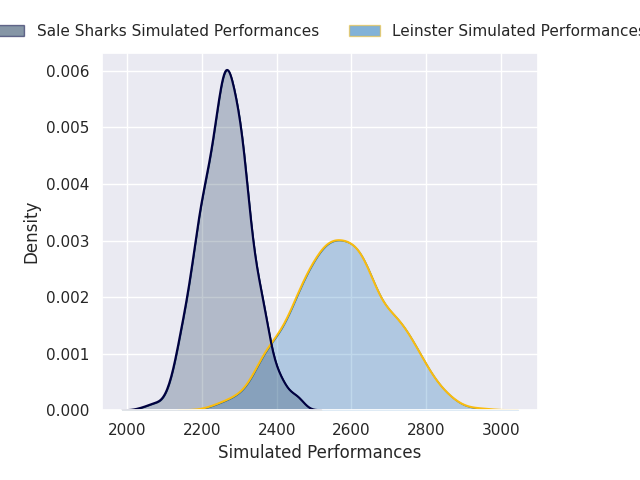 Sale Sharks Simulated Performances
Leinster Simulated Performances
0.006
0.005
0.004
0.003
0.002
0.001
0.000
Density
2000 2200 2400 2600 2800 3000
Simulated Performances